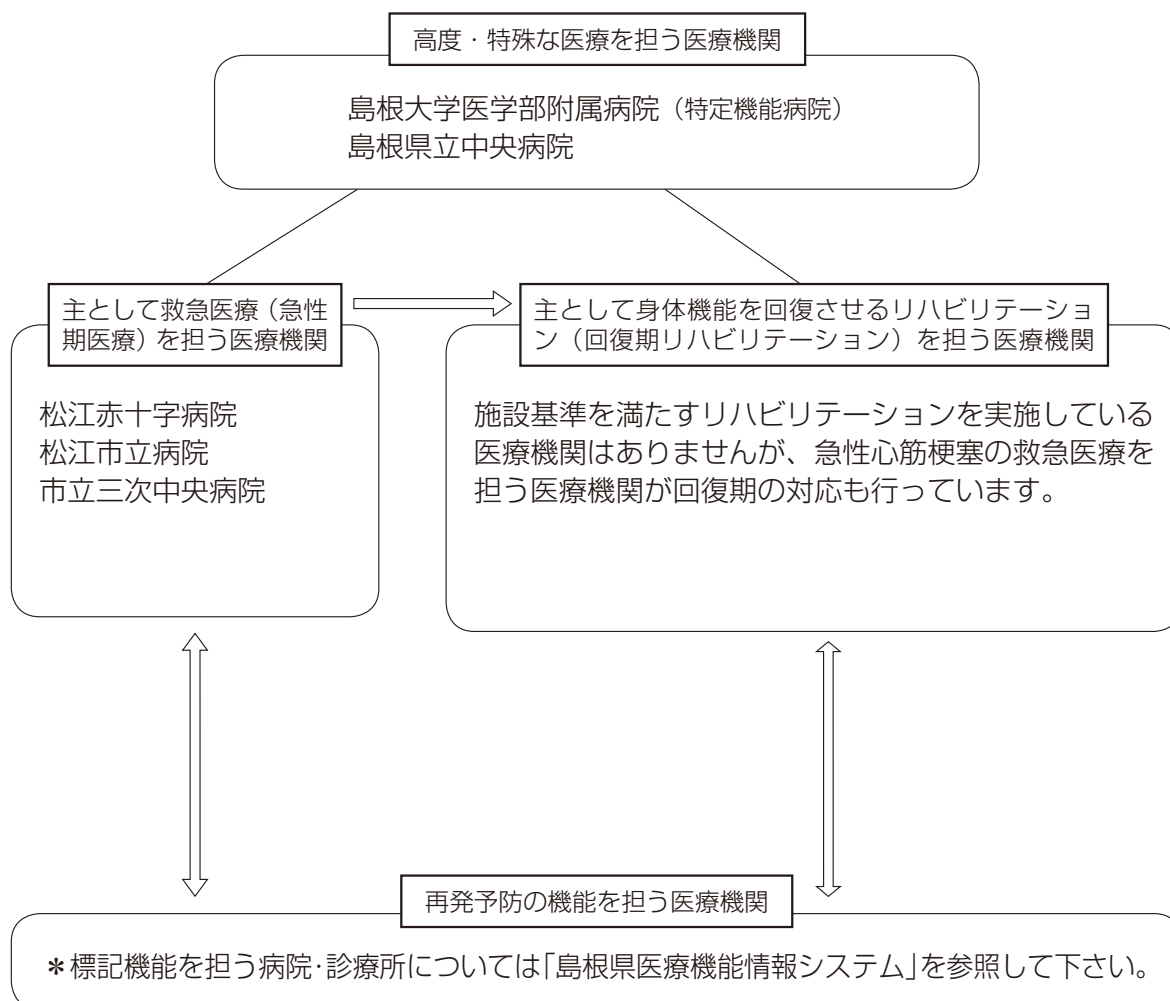 高度・特殊な医療を担う医療機関
島根大学医学部附属病院（特定機能病院）
島根県立中央病院
主として救急医療（急性
期医療）を担う医療機関
松江赤十字病院
松江市立病院
市立三次中央病院
主として身体機能を回復させるリハビリテーショ
ン（回復期リハビリテーション）を担う医療機関
施設基準を満たすリハビリテーションを実施している
医療機関はありませんが、急性心筋梗塞の救急医療を
担う医療機関が回復期の対応も行っています。
再発予防の機能を担う医療機関
＊標記機能を担う病院・診療所については「島根県医療機能情報システム」を参照して下さい。